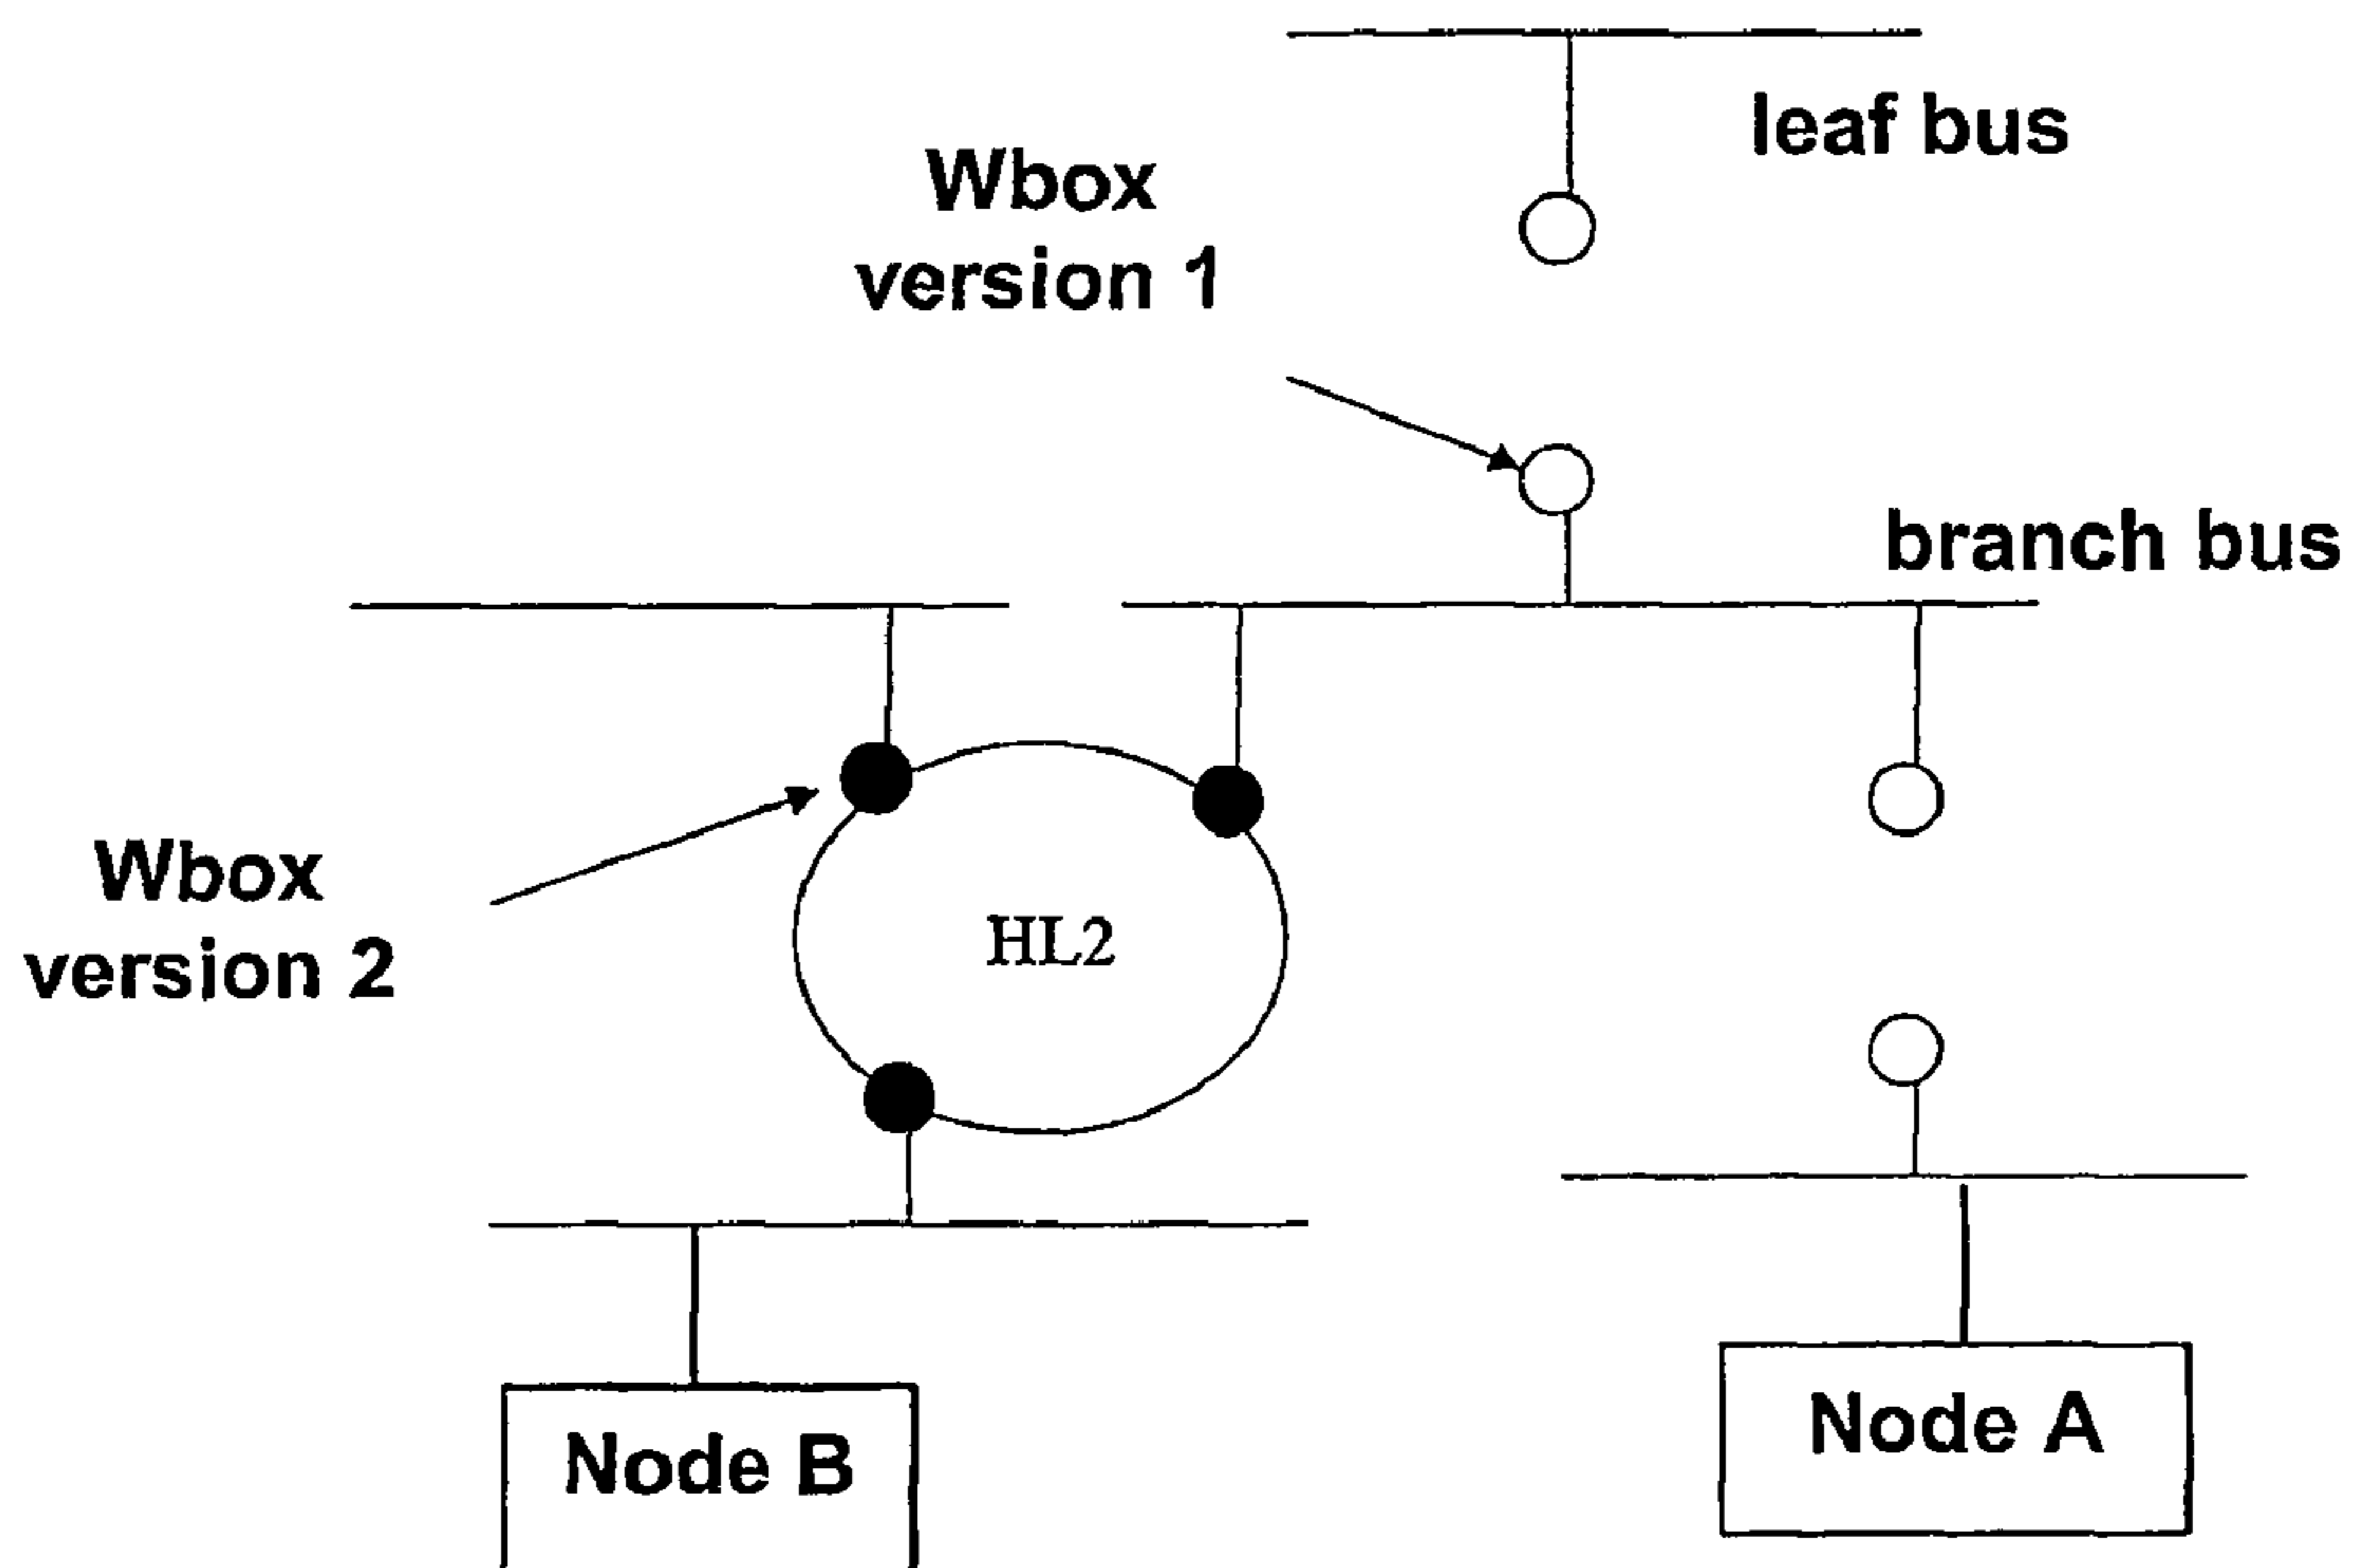 leaf bus
Wbox
version 1
branch bus
Wbox
version 2
HL2
Node A
Node B